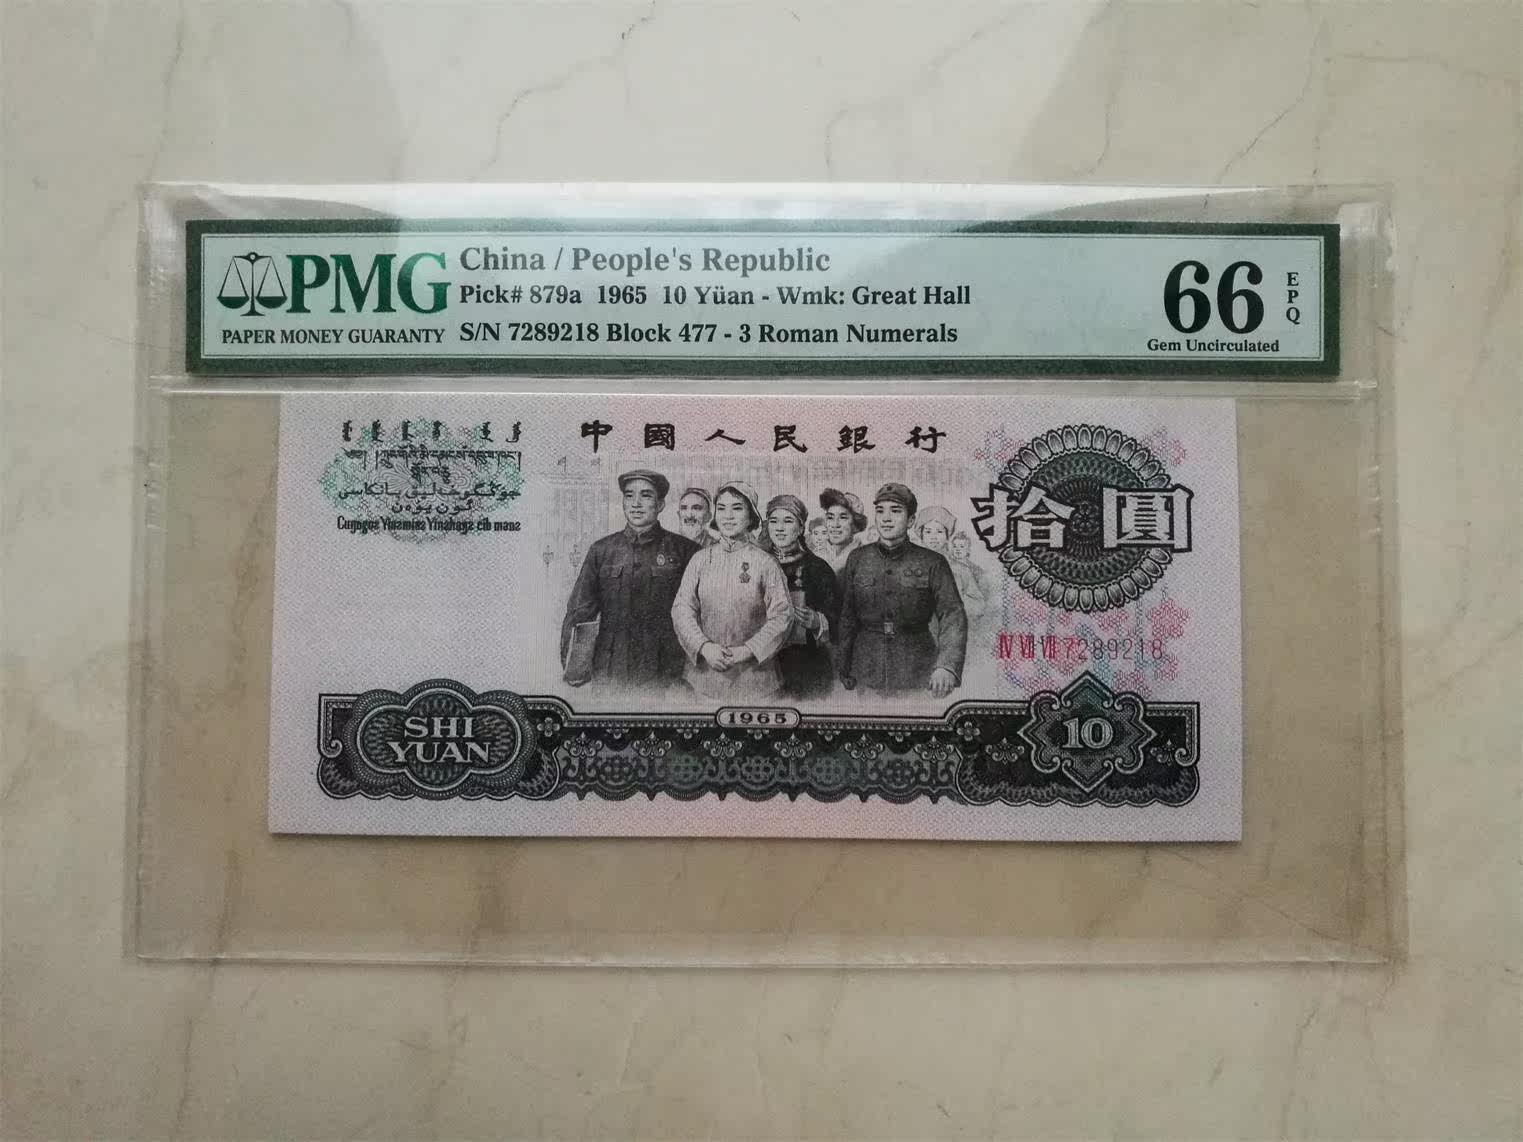 PMG
PAPER MONEY GUARANTY
China / People's Republic
Pick# 879a 1965 10 Yüan - Wmk: Great Hall
S/N 7289218 Block 477 - 3 Roman Numerals
66
EPQ
Gem Uncirculated
中國人民銀行
拾圓
Ⅳ Ⅶ Ⅶ 7289218
1965
SHI
YUAN
10